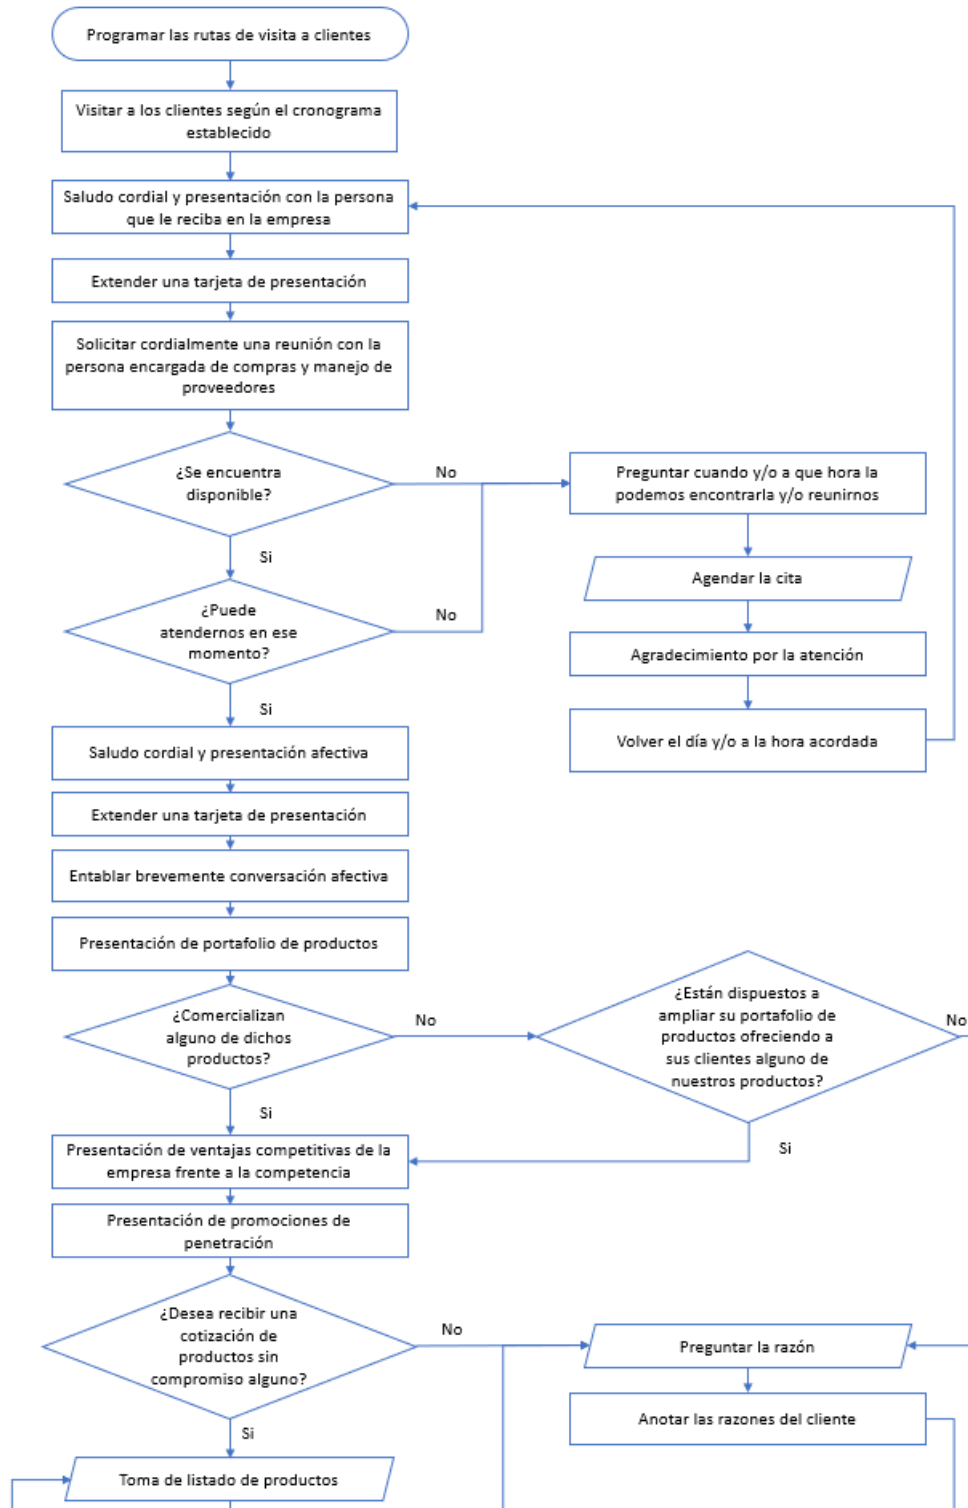 Programar las rutas de visita a clientes
Visitar a los clientes según el cronograma
establecido
Saludo cordial y presentación con la persona
que le reciba en la empresa
Extender una tarjeta de presentación
Solicitar cordialmente una reunión con la
persona encargada de compras y manejo de
proveedores
¿Se encuentra
disponible?
No
Preguntar cuando y/o a que hora la
podemos encontrarla y/o reunirnos
Si
Agendar la cita
¿Puede
atendernos en ese
momento?
No
Agradecimiento por la atención
Si
Volver el día y/o a la hora acordada
Saludo cordial y presentación afectiva
Extender una tarjeta de presentación
Entablar brevemente conversación afectiva
Presentación de portafolio de productos
¿Comercializan
alguno de dichos
productos?
No
¿Están dispuestos a
ampliar su portafolio de
productos ofreciendo a
sus clientes alguno de
nuestros productos?
No
Si
Presentación de ventajas competitivas de la
empresa frente a la competencia
Si
Presentación de promociones de
penetración
¿Desea recibir una
cotización de
productos sin
compromiso alguno?
No
Preguntar la razón
Anotar las razones del cliente
Si
Toma de listado de productos